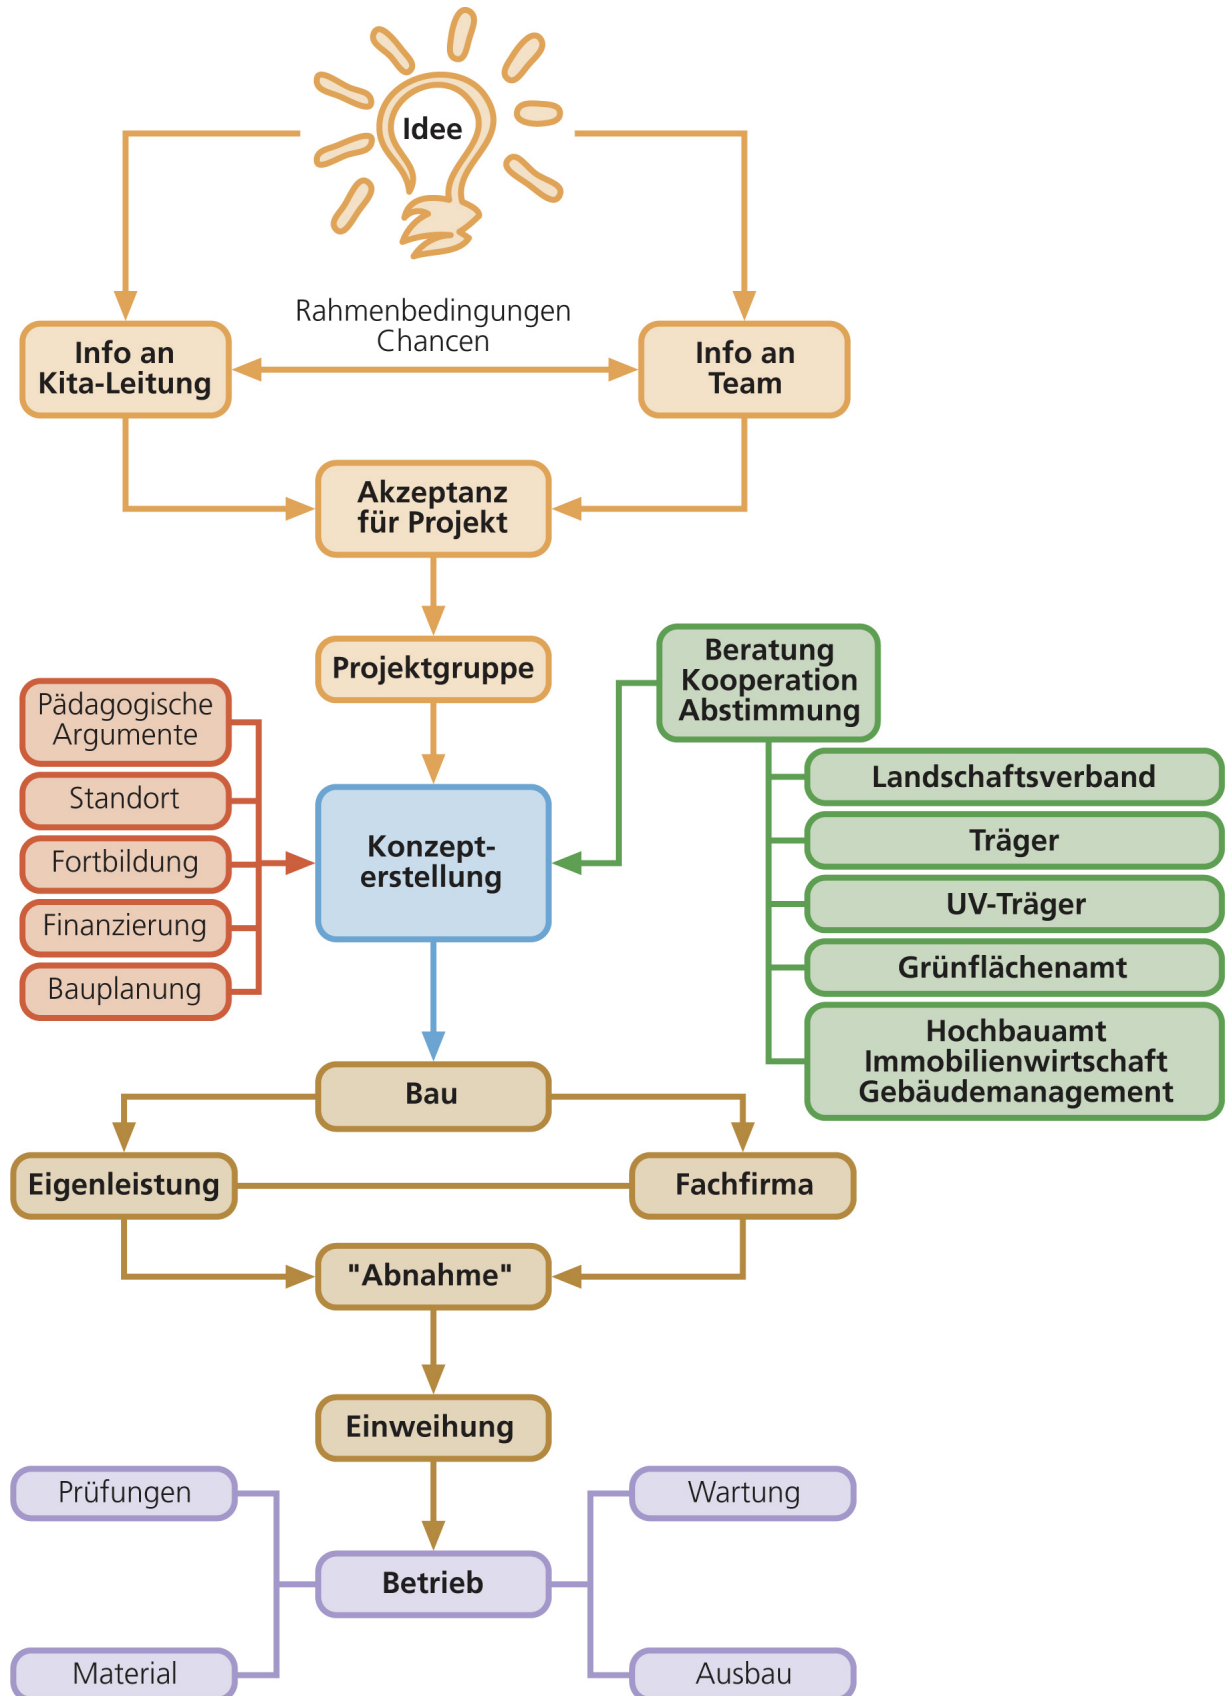 Idee
Rahmenbedingungen
Chancen
Info an
Kita-Leitung
Info an
Team
Akzeptanz
für Projekt
Projektgruppe
Beratung
Kooperation
Abstimmung
Pädagogische
Argumente
Standort
Fortbildung
Finanzierung
Bauplanung
Konzept-
erstellung
Landschaftsverband
Träger
UV-Träger
Grünflächenamt
Hochbauamt
Immobilienwirtschaft
Gebäudemanagement
Bau
Eigenleistung
Fachfirma
"Abnahme"
Einweihung
Prüfungen
Wartung
Betrieb
Material
Ausbau